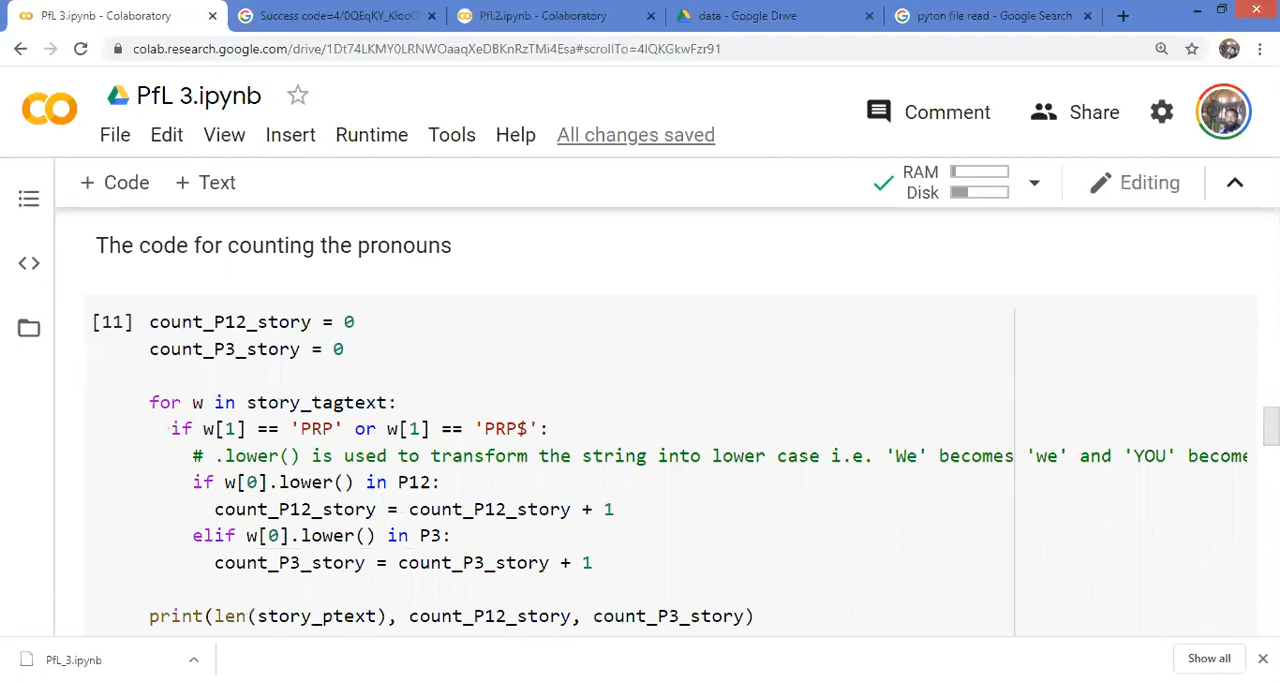 PfL 3.ipynb - Colaboratory
PfL2.ipynb - Colaboratory
data - Google Drive
pyton file read - Google Search
colab.research.google.com/drive/1Dt74LKMY0LRNWOaaqXeDBKnRzTMi4Esa#scrollTo=4IQKGkwFzr91
PfL 3.ipynb
File Edit View Insert Runtime Tools Help All changes saved
Comment Share
+ Code + Text
RAM
Disk
Editing
The code for counting the pronouns
[11] count_P12_story = 0
count_P3_story = 0
for w in story_tagtext:
if w[1] == 'PRP' or w[1] == 'PRP$':
# .lower() is used to transform the string into lower case i.e. 'We' becomes 'we' and 'YOU' become
if w[0].lower() in P12:
count_P12_story = count_P12_story + 1
elif w[0].lower() in P3:
count_P3_story = count_P3_story + 1
print(len(story_ptext), count_P12_story, count_P3_story)
PfL_3.ipynb
Show all